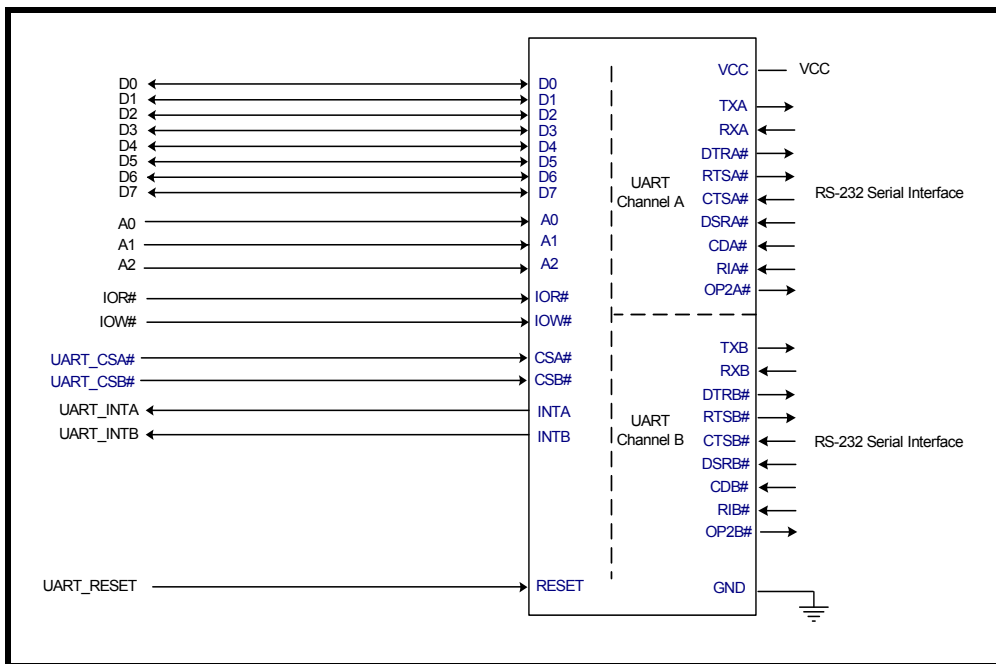 D0
D1
D2
D3
D4
D5
D6
D7
A0
A1
A2
IOR#
IOW#
UART_CSA#
UART_CSB#
UART_INTA
UART_INTB
UART_RESET
D0
D1
D2
D3
D4
D5
D6
D7
A0
A1
A2
IOR#
IOW#
CSA#
CSB#
INTA
INTB
RESET
UART
Channel A
UART
Channel B
VCC
TXA
RXA
DTRA#
RTSA#
CTSA#
DSRA#
CDA#
RIA#
OP2A#
TXB
RXB
DTRB#
RTSB#
CTSB#
DSRB#
CDB#
RIB#
OP2B#
GND
VCC
RS-232 Serial Interface
RS-232 Serial Interface